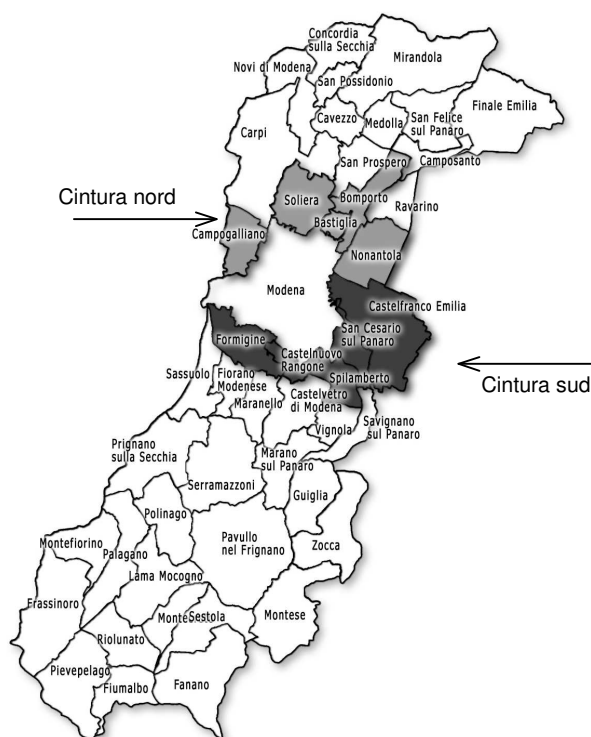 Concordia
sulla Secchia
Mirandola
Novi di Modena
San Possidonio
Finale Emilia
Cavezzo
Medolla
San Felice
sul Panaro
Carpi
San Prospero
Camposanto
Cintura nord
Soliera
Bomporto
Ravarino
Bastiglia
Campogalliano
Nonantola
Modena
Castelfranco Emilia
San Cesario
sul Panaro
Formigine
Castelnuovo
Rangone
Cintura sud
Sassuolo
Fiorano
Modenese
Spilamberto
Maranello
Castelvetro
di Modena
Vignola
Savignano
sul Panaro
Prignano
sulla Secchia
Marano
sul Panaro
Serramazzoni
Guiglia
Polinago
Montefiorino
Palagano
Pavullo
nel Frignano
Zocca
Lama Mocogno
Frassinoro
Monte
Sestola
Montese
Riolunato
Pievepelago
Fiumalbo
Fanano